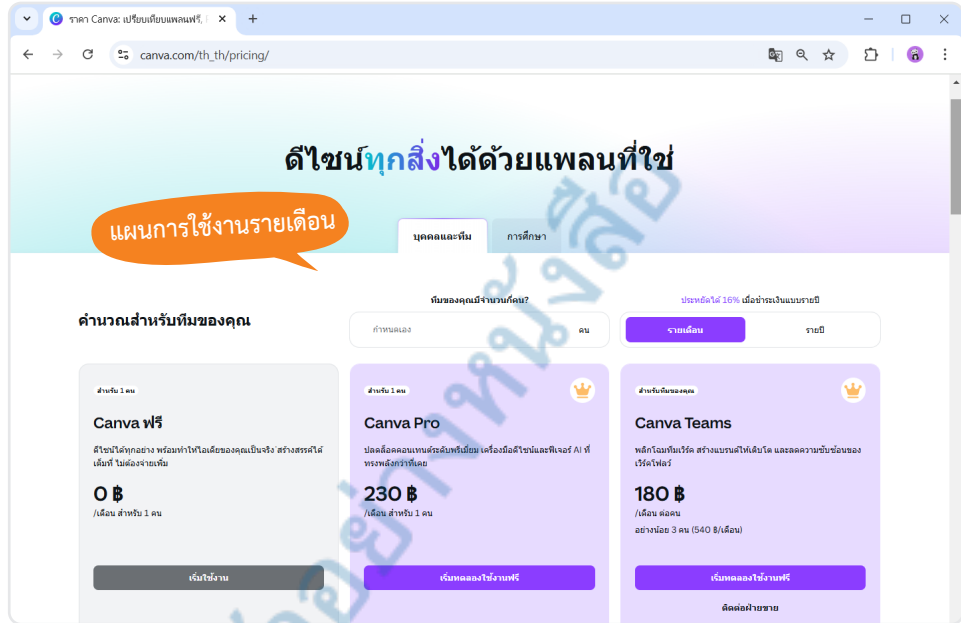 ราคา Canva: เปรียบเทียบแพลนฟรี,
canva.com/th_th/pricing/
ดีไซน์ทุกสิ่งได้ด้วยแพลนที่ใช่
แผนการใช้งานรายเดือน
บุคคลและทีม
การศึกษา
ทีมของคุณมีจำนวนกี่คน?
ประหยัดได้ 16% เมื่อชำระเงินแบบรายปี
คำนวณสำหรับทีมของคุณ
กำหนดเอง
คน
รายเดือน
รายปี
สำหรับ 1 คน
Canva ฟรี
ดีไซน์ได้ทุกอย่าง พร้อมทำให้ไอเดียของคุณเป็นจริง สร้างสรรค์ได้
เต็มที่ ไม่ต้องจ่ายเพิ่ม
0 ฿
/เดือน สำหรับ 1 คน
เริ่มใช้งาน
สำหรับ 1 คน
Canva Pro
ปลดล็อคคอนเทนต์ระดับพรีเมี่ยม เครื่องมือดีไซน์และฟีเจอร์ AI ที่
ทรงพลังกว่าที่เคย
230 ฿
/เดือน สำหรับ 1 คน
เริ่มทดลองใช้งานฟรี
สำหรับทีมของคุณ
Canva Teams
พลิกโฉมทีมเวิร์ค สร้างแบรนด์ให้เติบโต และลดความซับซ้อนของ
เวิร์คโฟลว์
180 ฿
/เดือน ต่อคน
อย่างน้อย 3 คน (540 ฿/เดือน)
เริ่มทดลองใช้งานฟรี
ติดต่อฝ่ายขาย